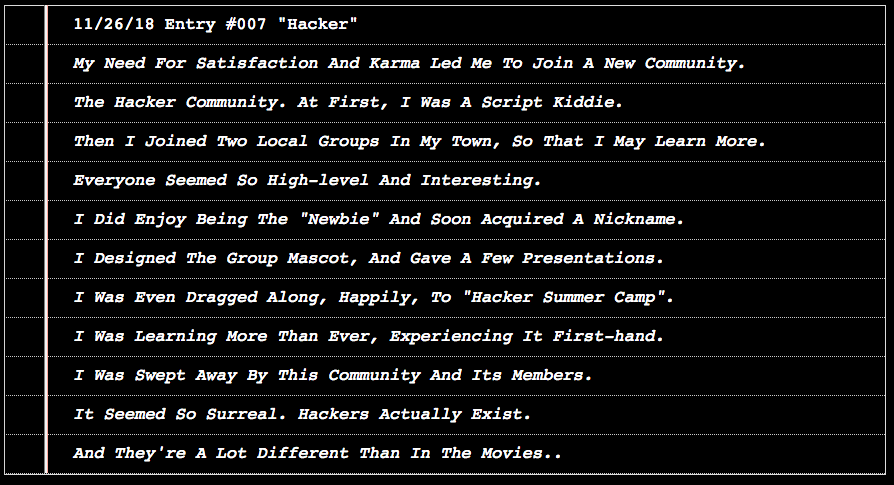 11/26/18 Entry #007 "Hacker"
My Need For Satisfaction And Karma Led Me To Join A New Community.
The Hacker Community. At First, I Was A Script Kiddie.
Then I Joined Two Local Groups In My Town, So That I May Learn More.
Everyone Seemed So High-level And Interesting.
I Did Enjoy Being The "Newbie" And Soon Acquired A Nickname.
I Designed The Group Mascot, And Gave A Few Presentations.
I Was Even Dragged Along, Happily, To "Hacker Summer Camp".
I Was Learning More Than Ever, Experiencing It First-hand.
I Was Swept Away By This Community And Its Members.
It Seemed So Surreal. Hackers Actually Exist.
And They're A Lot Different Than In The Movies..